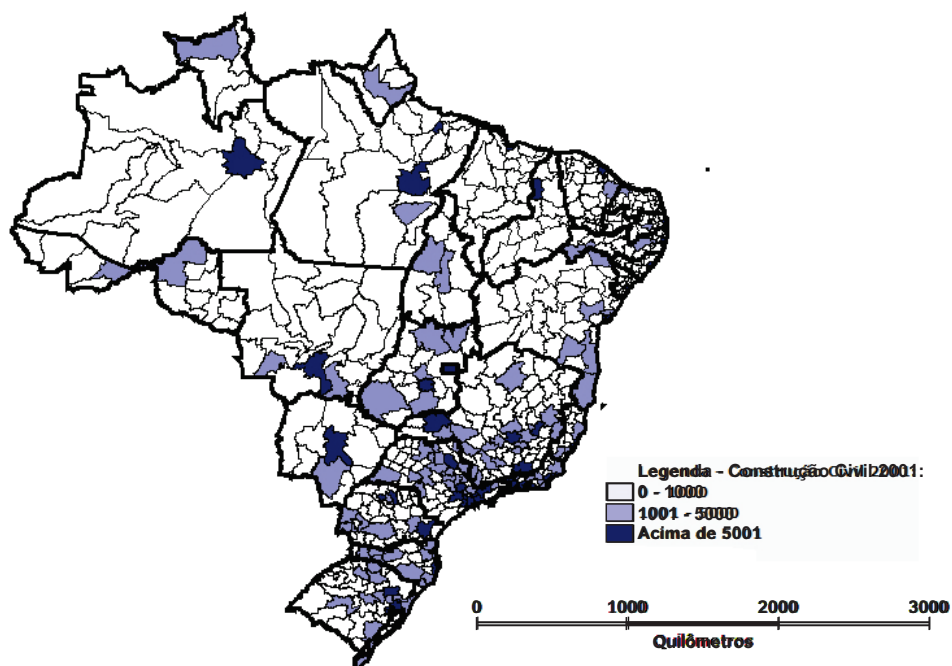 Legenda - Construção Civil 2001:
0 - 1000
1001 - 5000
Acima de 5001
0 1000 2000 3000
Quilômetros